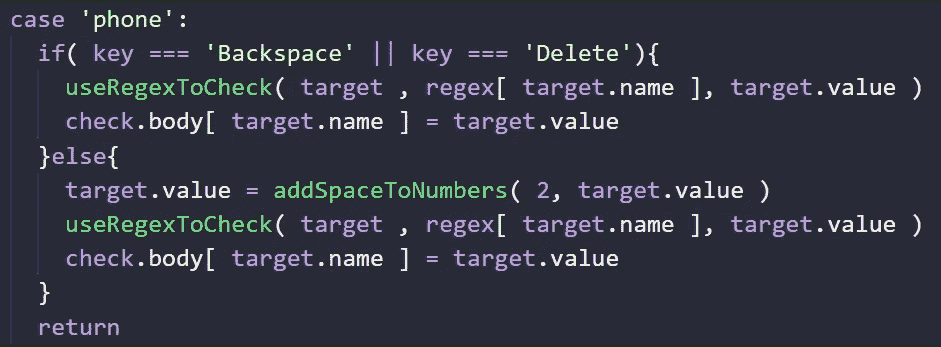 case 'phone':
if( key === 'Backspace' || key === 'Delete'){
useRegexToCheck( target , regex[ target.name ], target.value )
check.body[ target.name ] = target.value
}else{
target.value = addSpaceToNumbers( 2, target.value )
useRegexToCheck( target , regex[ target.name ], target.value )
check.body[ target.name ] = target.value
}
return